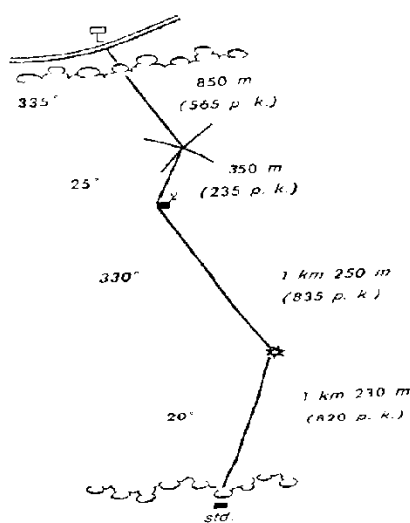 850 m
335°
(565 p. k.)
350 m
25°
(235 p. k.)
330°
1 km 250 m
(835 p. k.)
1 km 230 m
20°
(820 p. k.)
std.